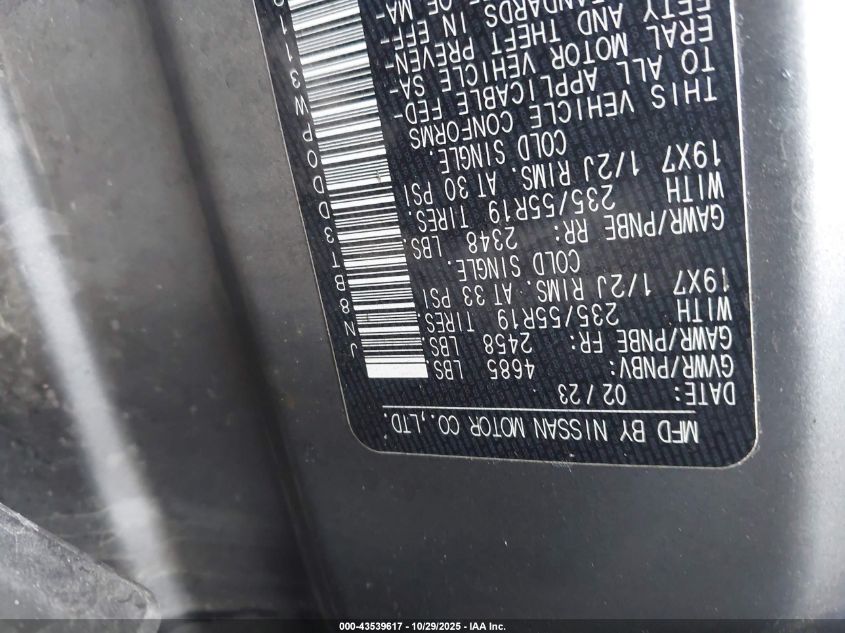 MFD BY NISSAN MOTOR CO.,LTD.
DATE: 02/23
GVWR/PNBV: 4685 LBS
GAWR/PNBE FR: 2458 LBS
WITH 235/55R19 TIRES
19X7 1/2J RIMS. AT 33 PSI
COLD SINGLE.
GAWR/PNBE RR: 2348 LBS.
WITH 235/55R19 TIRES.
19X7 1/2J RIMS. AT 30 PSI
COLD SINGLE.
THIS VEHICLE CONFORMS
TO ALL APPLICABLE FED-
ERAL MOTOR VEHICLE SA-
FETY AND THEFT PREVEN-
STANDARDS IN EFF-
OF MA-
JN8BT3DD0PW311
000-43539617 - 10/29/2025 - IAA Inc.